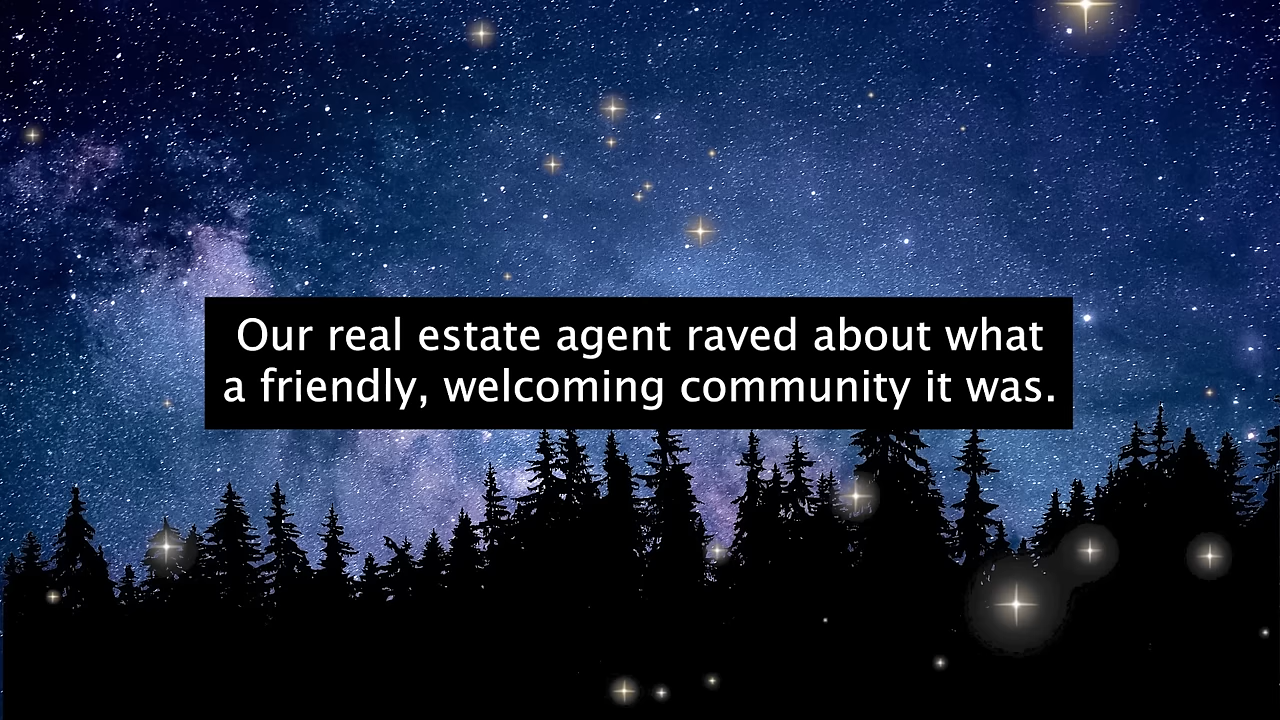 Our real estate agent raved about what
a friendly, welcoming community it was.